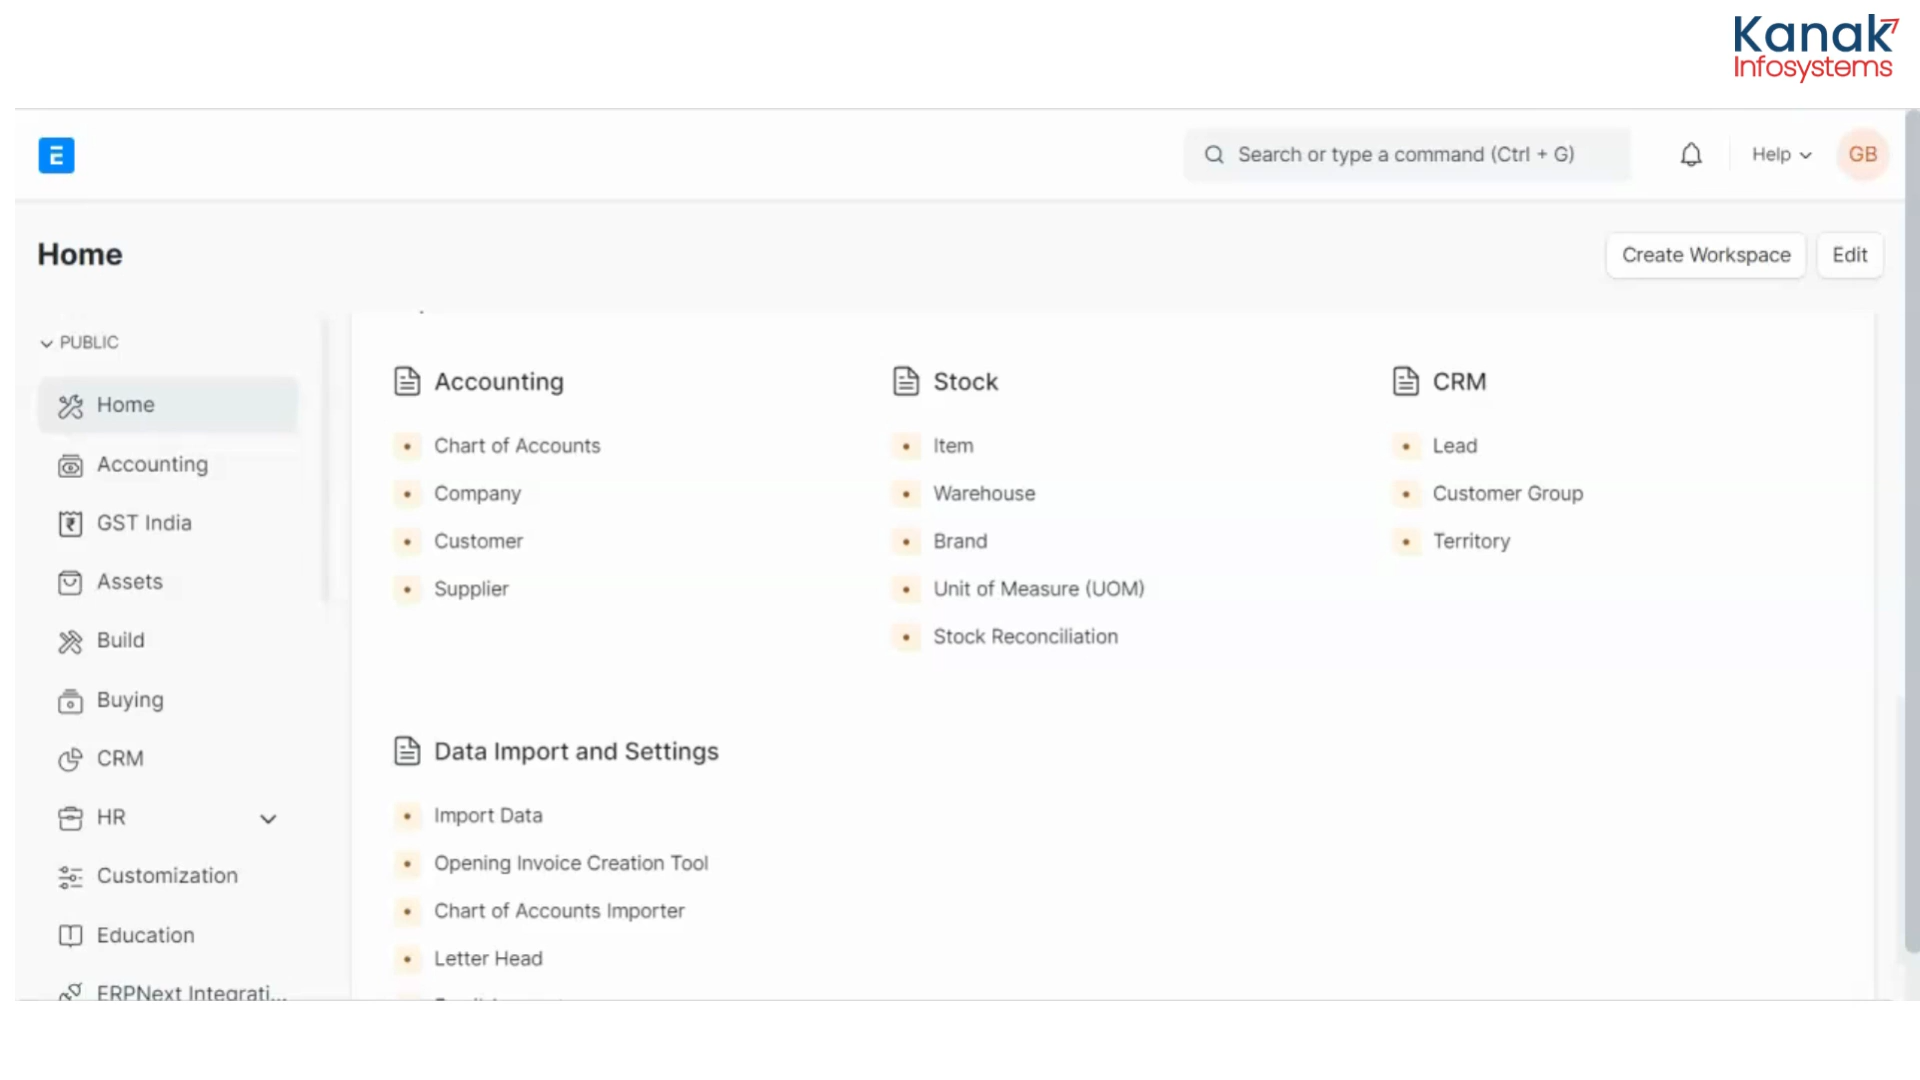 Kanak
Infosystems
E
Search or type a command (Ctrl + G)
Help
GB
Home
Create Workspace
Edit
PUBLIC
Home
Accounting
GST India
Assets
Build
Buying
CRM
HR
Customization
Education
ERPNext Integrati...
Accounting
Chart of Accounts
Company
Customer
Supplier
Stock
Item
Warehouse
Brand
Unit of Measure (UOM)
Stock Reconciliation
CRM
Lead
Customer Group
Territory
Data Import and Settings
Import Data
Opening Invoice Creation Tool
Chart of Accounts Importer
Letter Head